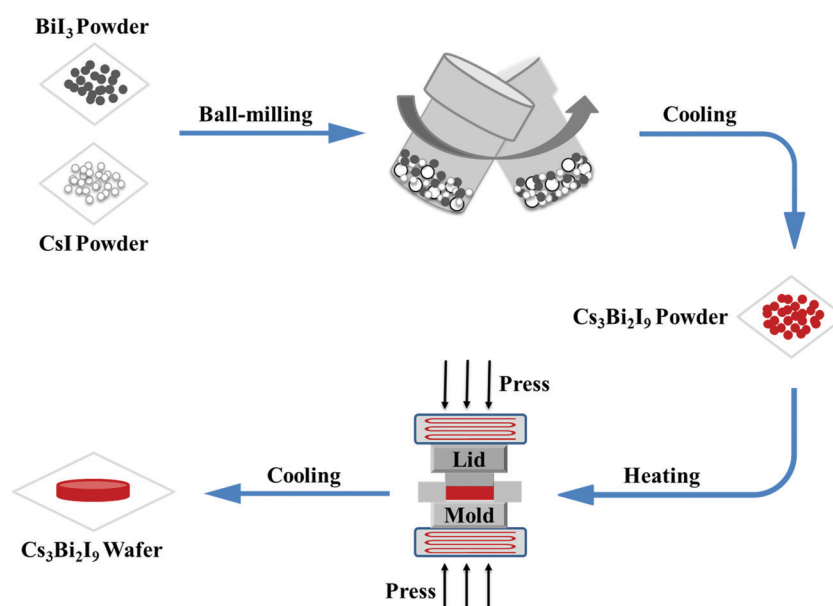 BiI₃ Powder
Ball-milling
Cooling
CsI Powder
Cs₃Bi₂I₉ Powder
Press
Lid
Heating
Cooling
Mold
Cs₃Bi₂I₉ Wafer
Press